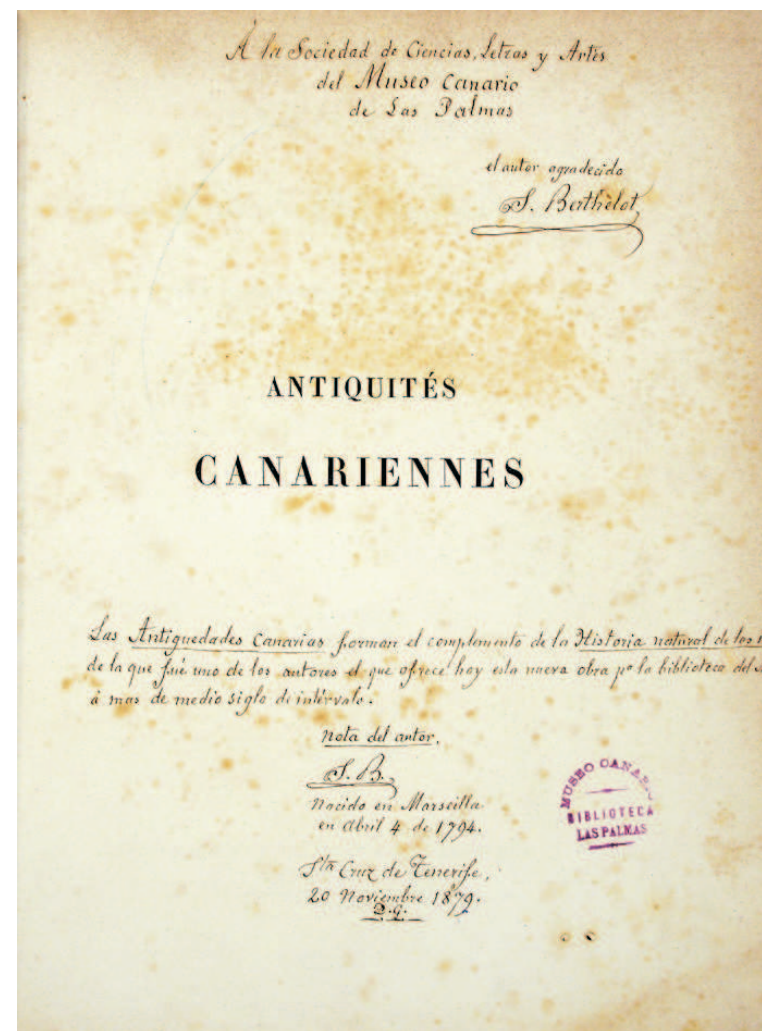 Á la Sociedad de Ciencias, Letras y Artes
del Museo Canario
de Las Palmas
el autor agradecido
S. Berthelot
ANTIQUITÉS
CANARIENNES
Las Antiguedades Canarias forman el complemento de la Historia natural de las
de la que fué uno de los autores el que ofrece hoy esta nueva obra pa la biblioteca del
á mas de medio siglo de intérvalo.
Nota del autor.
S. B.
Nacido en Marseilla
en Abril 4 de 1794.
Sta Cruz de Tenerife,
20 Noviembre 1879.
D.G.
MUSEO CANARIO
BIBLIOTECA
LAS PALMAS